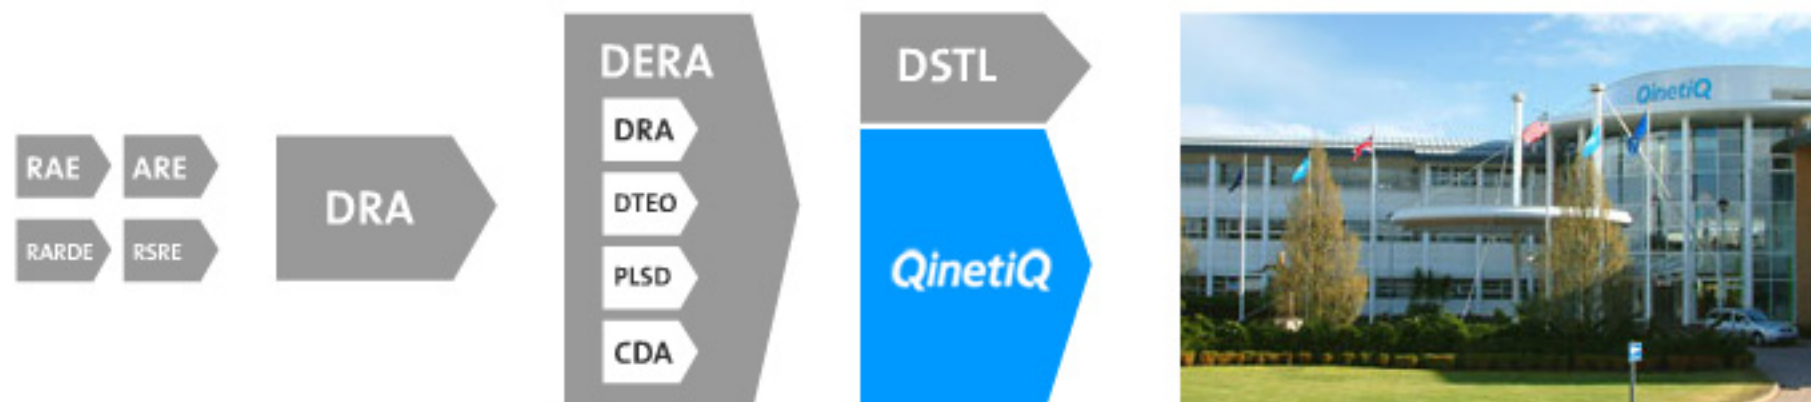 RAE
ARE
RARDE
RSRE
DRA
DERA
DRA
DTEO
PLSD
CDA
DSTL
QinetiQ
QinetiQ